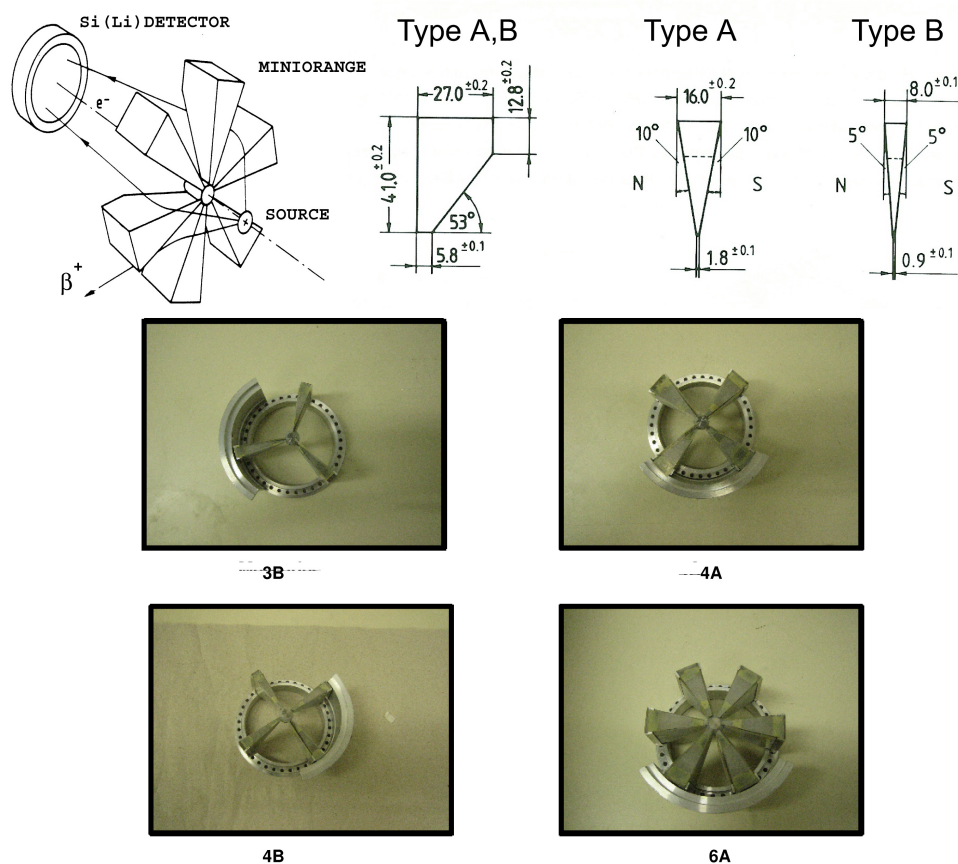 Si(Li)DETECTOR
MINIORANGE
e⁻
SOURCE
β⁺
Type A,B
27.0 ±0.2
12.8 ±0.2
41.0 ±0.2
53°
5.8 ±0.1
Type A
16.0 ±0.2
10° 10°
N S
1.8 ±0.1
Type B
8.0 ±0.1
5° 5°
N S
0.9 ±0.1
3B
4A
4B
6A